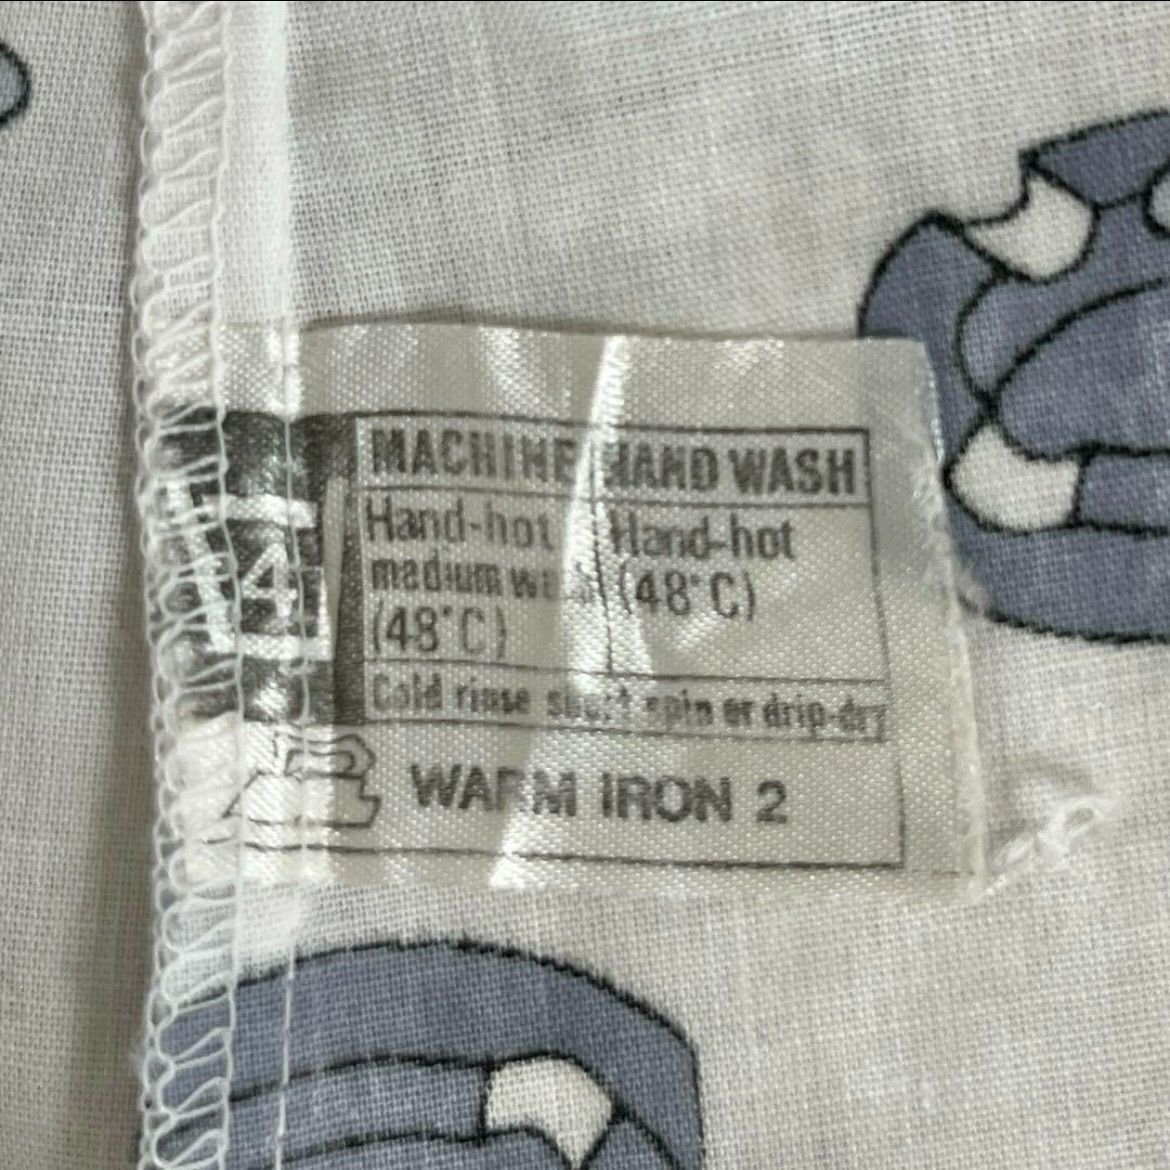 4
MACHINE HAND WASH
Hand-hot Hand-hot
medium (48°C)
(48°C)
Cold rinse short spin or drip-dry
WARM IRON 2